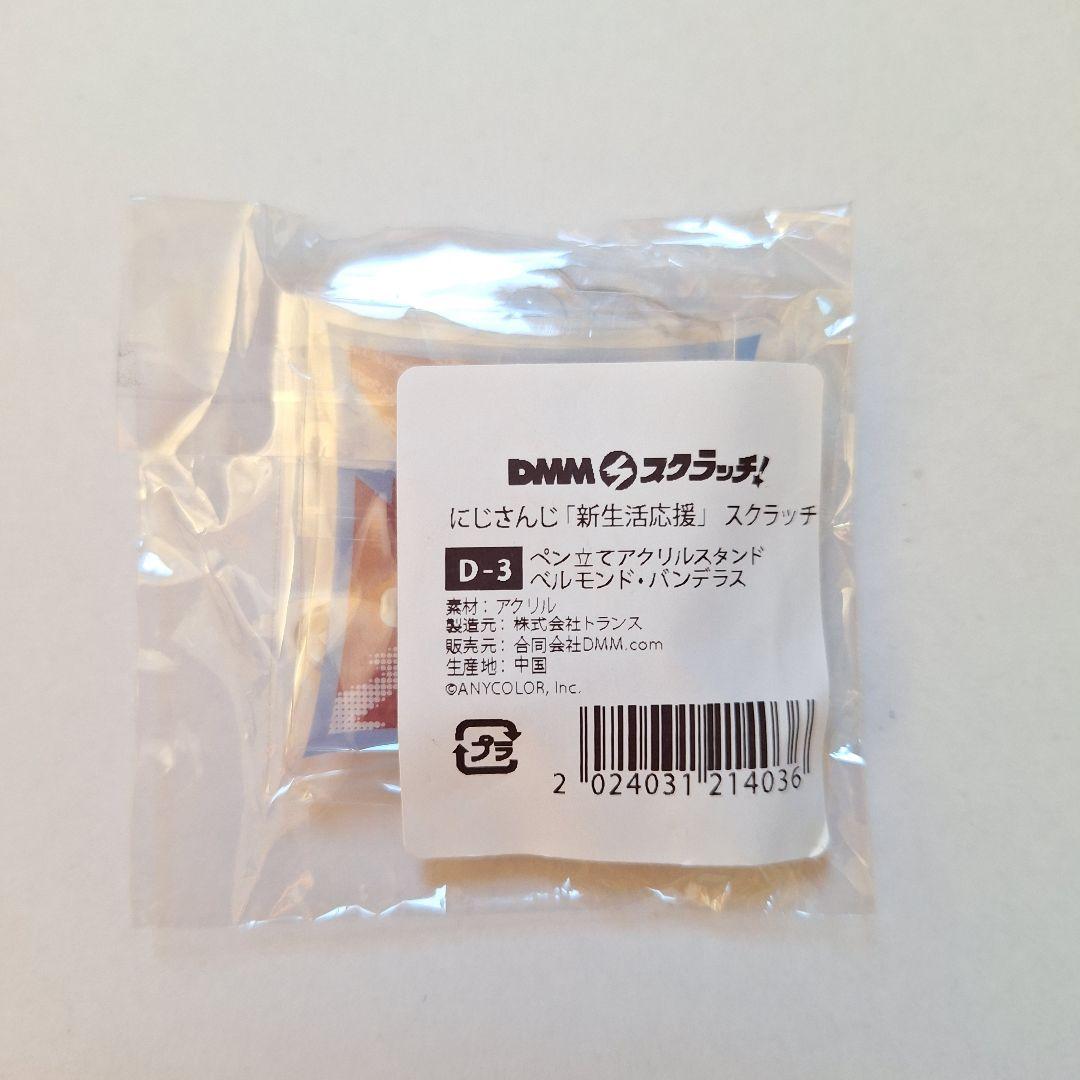 DMMスクラッチ!
にじさんじ「新生活応援」 スクラッチ
D-3 ペン立てアクリルスタンド
ベルモンド・バンデラス
素材：アクリル
製造元：株式会社トランス
販売元：合同会社DMM.com
生産地：中国
©ANYCOLOR, Inc.
プラ
2 024031 214036